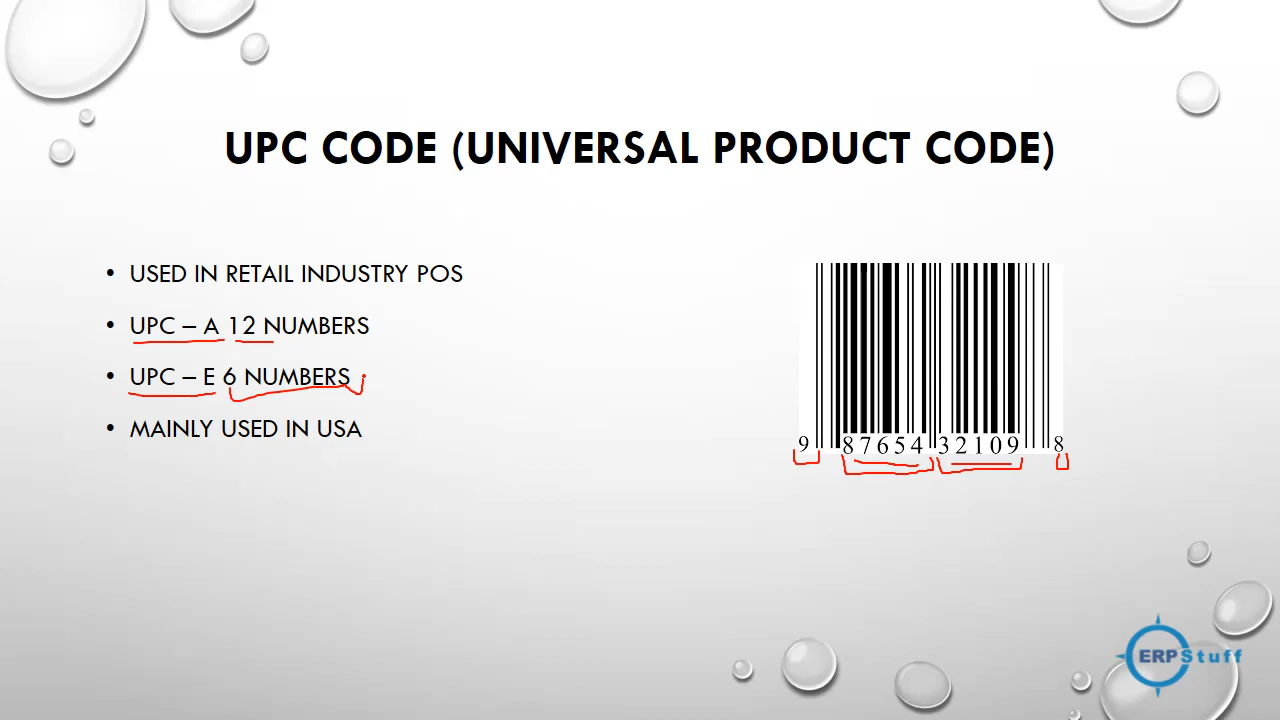 UPC CODE (UNIVERSAL PRODUCT CODE)
• USED IN RETAIL INDUSTRY POS
• UPC – A 12 NUMBERS
• UPC – E 6 NUMBERS
• MAINLY USED IN USA
9 87654 32109 8
ERPStuff